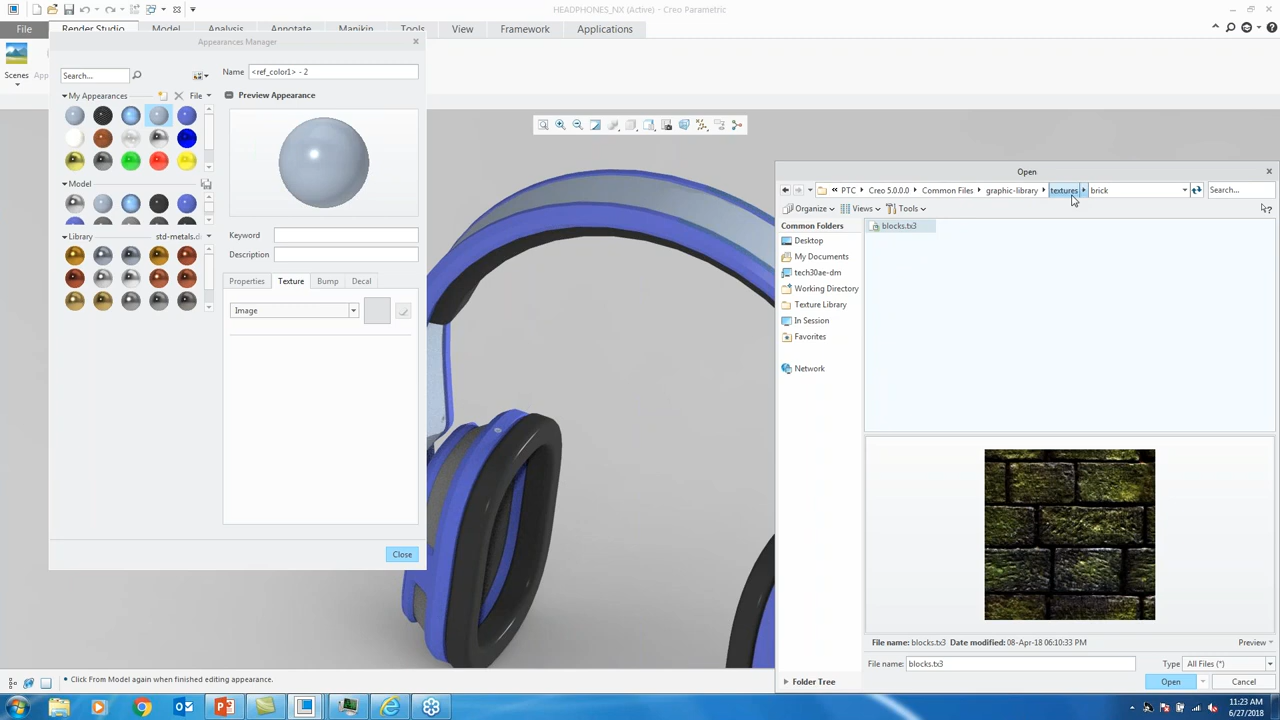 HEADPHONES_NX (Active) - Creo Parametric
File
Render Studio
Model
Analysis
Annotate
Manikin
Tools
View
Framework
Applications
Scenes
Appearances Manager
Search...
Name
<ref_color1> - 2
My Appearances
File
Preview Appearance
Model
Library
std-metals.d
Keyword
Description
Properties
Texture
Bump
Decal
Image
Close
Open
« PTC Creo 5.0.0.0 Common Files graphic-library textures brick
Search...
Organize
Views
Tools
Common Folders
blocks.tx3
Desktop
My Documents
tech30ae-dm
Working Directory
Texture Library
In Session
Favorites
Network
File name: blocks.tx3 Date modified: 08-Apr-18 06:10:33 PM
Preview
File name: blocks.tx3
Type
All Files (*)
Folder Tree
Open
Cancel
• Click From Model again when finished editing appearance.
11:23 AM
6/27/2018